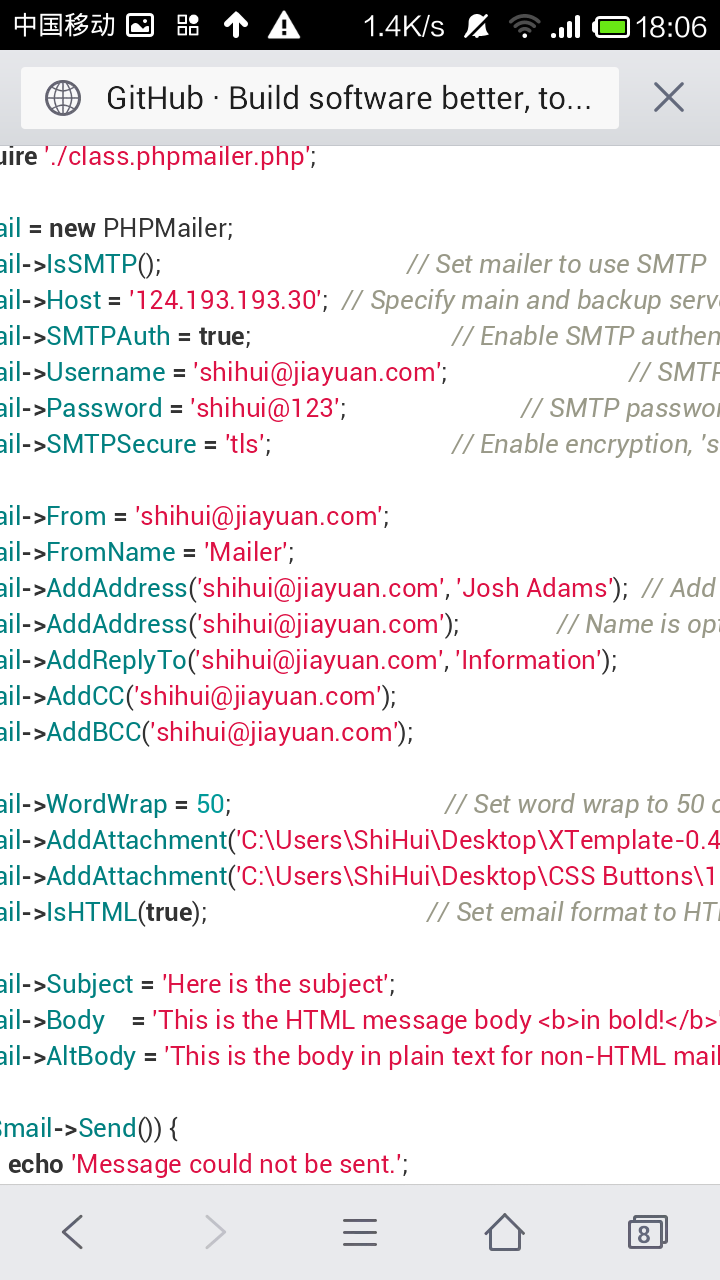 中国移动 1.4K/s 18:06
GitHub · Build software better, to...
uire './class.phpmailer.php';
ail = new PHPMailer;
ail->IsSMTP(); // Set mailer to use SMTP
ail->Host = '124.193.193.30'; // Specify main and backup serve
ail->SMTPAuth = true; // Enable SMTP authen
ail->Username = 'shihui@jiayuan.com'; // SMTP
ail->Password = 'shihui@123'; // SMTP passwor
ail->SMTPSecure = 'tls'; // Enable encryption, 's
ail->From = 'shihui@jiayuan.com';
ail->FromName = 'Mailer';
ail->AddAddress('shihui@jiayuan.com', 'Josh Adams'); // Add
ail->AddAddress('shihui@jiayuan.com'); // Name is opt
ail->AddReplyTo('shihui@jiayuan.com', 'Information');
ail->AddCC('shihui@jiayuan.com');
ail->AddBCC('shihui@jiayuan.com');
ail->WordWrap = 50; // Set word wrap to 50 c
ail->AddAttachment('C:\Users\ShiHui\Desktop\XTemplate-0.4
ail->AddAttachment('C:\Users\ShiHui\Desktop\CSS Buttons\1
ail->IsHTML(true); // Set email format to HTM
ail->Subject = 'Here is the subject';
ail->Body = 'This is the HTML message body <b>in bold!</b>'
ail->AltBody = 'This is the body in plain text for non-HTML mail
$mail->Send()) {
echo 'Message could not be sent.';
8